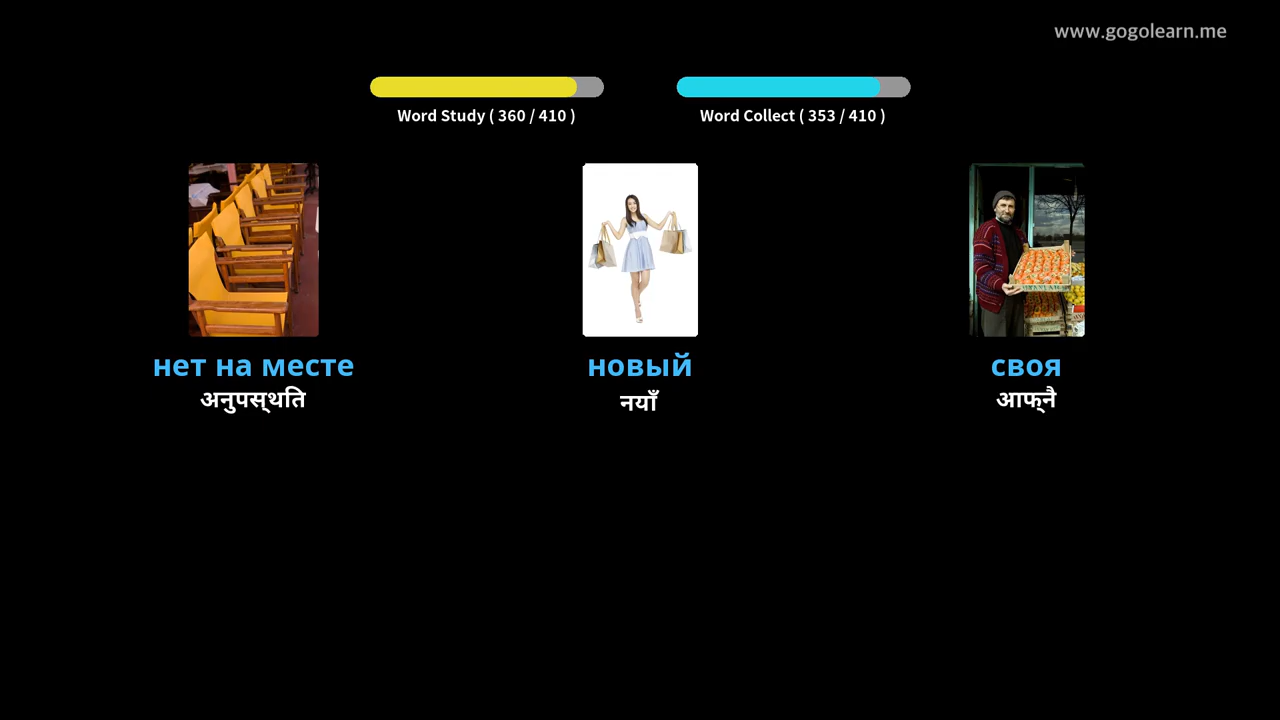 www.gogolearn.me
Word Study ( 360 / 410 )
Word Collect ( 353 / 410 )
нет на месте
अनुपस्थिति
новый
नयाँ
своя
आफ्नै